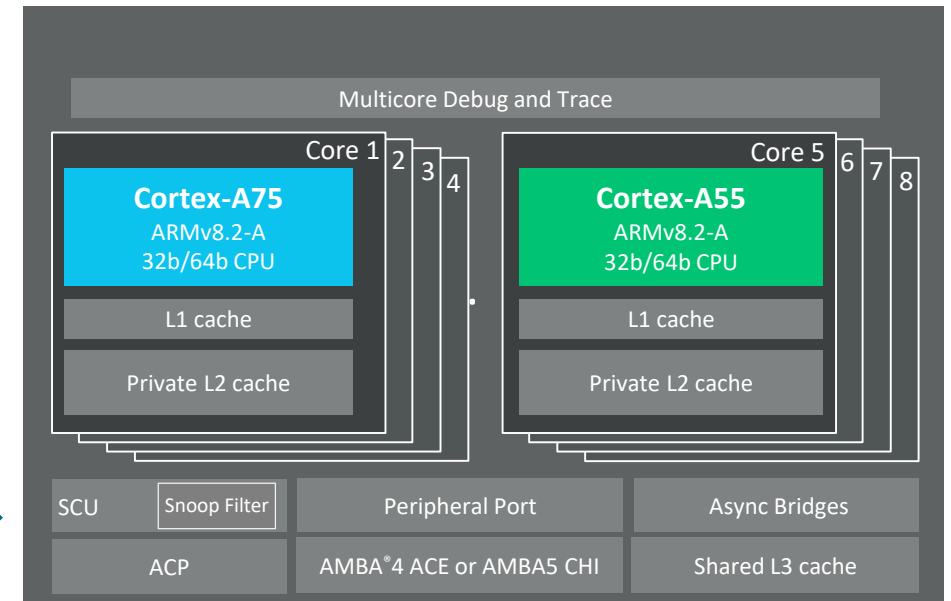 Multicore Debug and Trace
Core 1
2
3
4
Cortex-A75
ARMv8.2-A
32b/64b CPU
L1 cache
Private L2 cache
Core 5
6
7
8
Cortex-A55
ARMv8.2-A
32b/64b CPU
L1 cache
Private L2 cache
SCU
Snoop Filter
Peripheral Port
Async Bridges
ACP
AMBA®4 ACE or AMBA5 CHI
Shared L3 cache